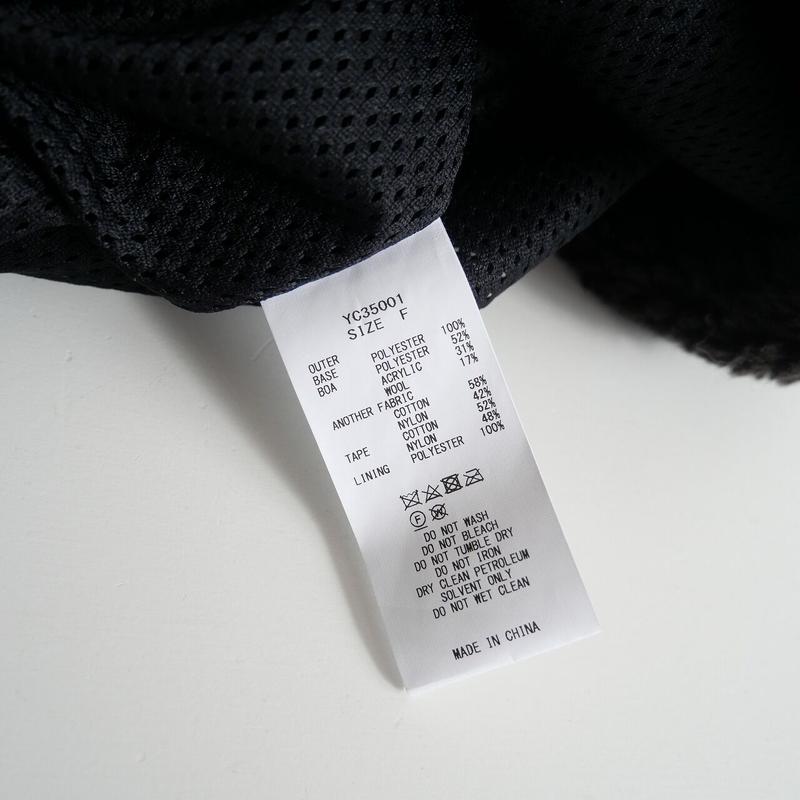 YC35001
SIZE F
OUTER
BASE POLYESTER 100%
BOA POLYESTER 52%
ACRYLIC 31%
WOOL 17%
ANOTHER FABRIC
COTTON 58%
NYLON 42%
TAPE COTTON 52%
NYLON 48%
LINING POLYESTER 100%
F W
DO NOT WASH
DO NOT BLEACH
DO NOT TUMBLE DRY
DO NOT IRON
DRY CLEAN PETROLEUM
SOLVENT ONLY
DO NOT WET CLEAN
MADE IN CHINA